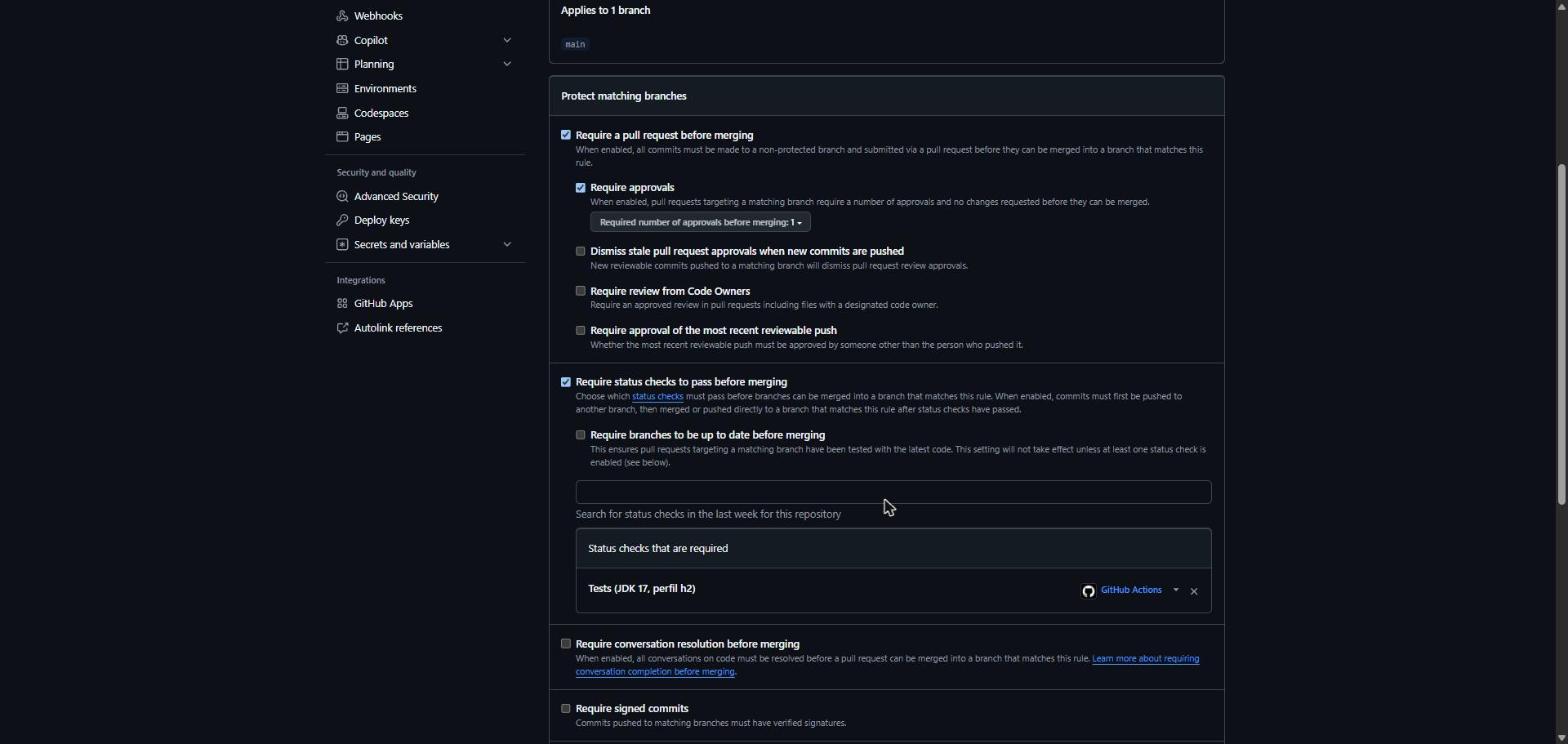 Webhooks
Copilot
Planning
Environments
Codespaces
Pages
Security and quality
Advanced Security
Deploy keys
Secrets and variables
Integrations
GitHub Apps
Autolink references
Applies to 1 branch
main
Protect matching branches
Require a pull request before merging
When enabled, all commits must be made to a non-protected branch and submitted via a pull request before they can be merged into a branch that matches this
rule.
Require approvals
When enabled, pull requests targeting a matching branch require a number of approvals and no changes requested before they can be merged.
Required number of approvals before merging: 1
Dismiss stale pull request approvals when new commits are pushed
New reviewable commits pushed to a matching branch will dismiss pull request review approvals.
Require review from Code Owners
Require an approved review in pull requests including files with a designated code owner.
Require approval of the most recent reviewable push
Whether the most recent reviewable push must be approved by someone other than the person who pushed it.
Require status checks to pass before merging
Choose which status checks must pass before branches can be merged into a branch that matches this rule. When enabled, commits must first be pushed to
another branch, then merged or pushed directly to a branch that matches this rule after status checks have passed.
Require branches to be up to date before merging
This ensures pull requests targeting a matching branch have been tested with the latest code. This setting will not take effect unless at least one status check is
enabled (see below).
Search for status checks in the last week for this repository
Status checks that are required
Tests (JDK 17, perfil h2)
GitHub Actions
Require conversation resolution before merging
When enabled, all conversations on code must be resolved before a pull request can be merged into a branch that matches this rule. Learn more about requiring
conversation completion before merging.
Require signed commits
Commits pushed to matching branches must have verified signatures.